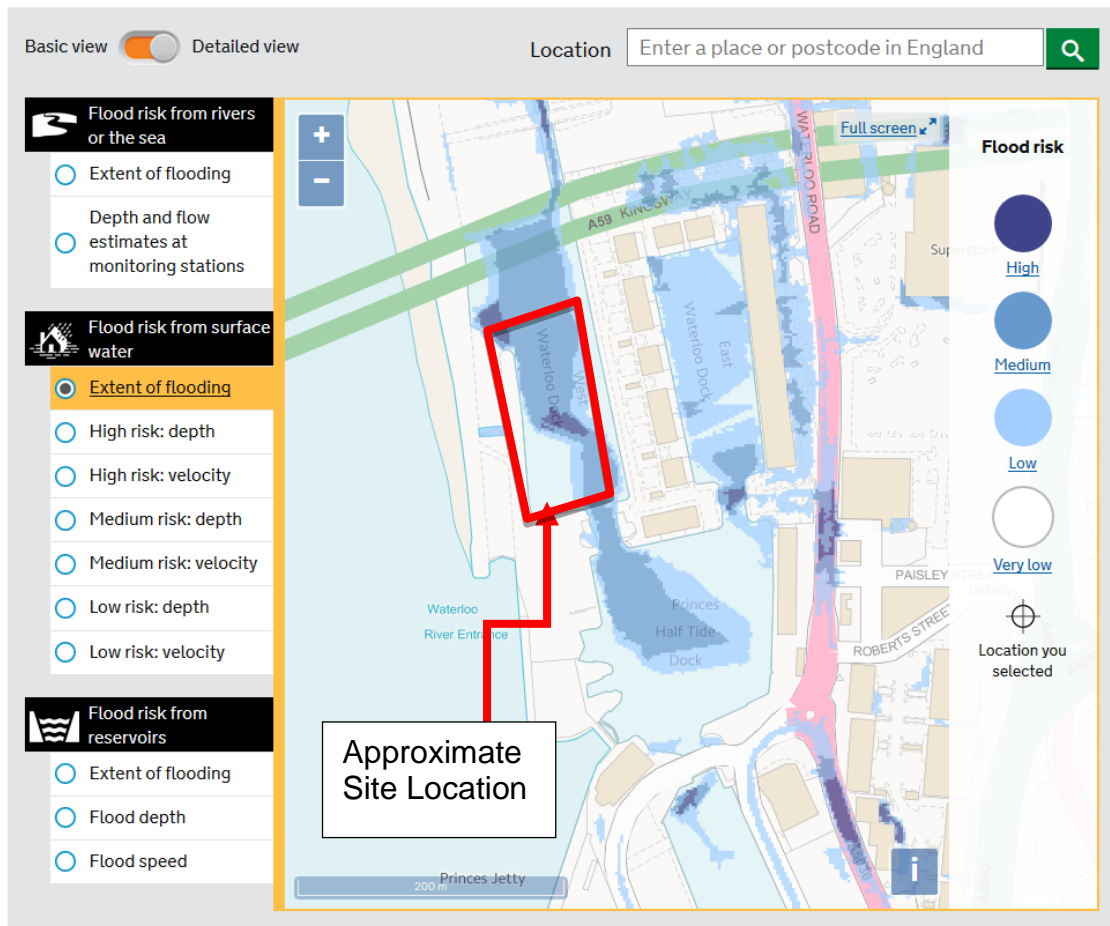 Basic view
Detailed view
Location
Enter a place or postcode in England
Flood risk from rivers
or the sea
Extent of flooding
Depth and flow
estimates at
monitoring stations
Flood risk from surface
water
Extent of flooding
High risk: depth
High risk: velocity
Medium risk: depth
Medium risk: velocity
Low risk: depth
Low risk: velocity
Flood risk from
reservoirs
Extent of flooding
Flood depth
Flood speed
+
−
Full screen
Flood risk
High
Medium
Low
Very low
Location you
selected
WATERLOO ROAD
A59 KINGSWAY
Superstore
West
Waterloo Dock
East
Waterloo Dock
PAISLEY STREET
ROBERTS STREET
Waterloo
River Entrance
Princes
Half Tide
Dock
Approximate
Site Location
Princes Jetty
200 m
A5036
A5052
i